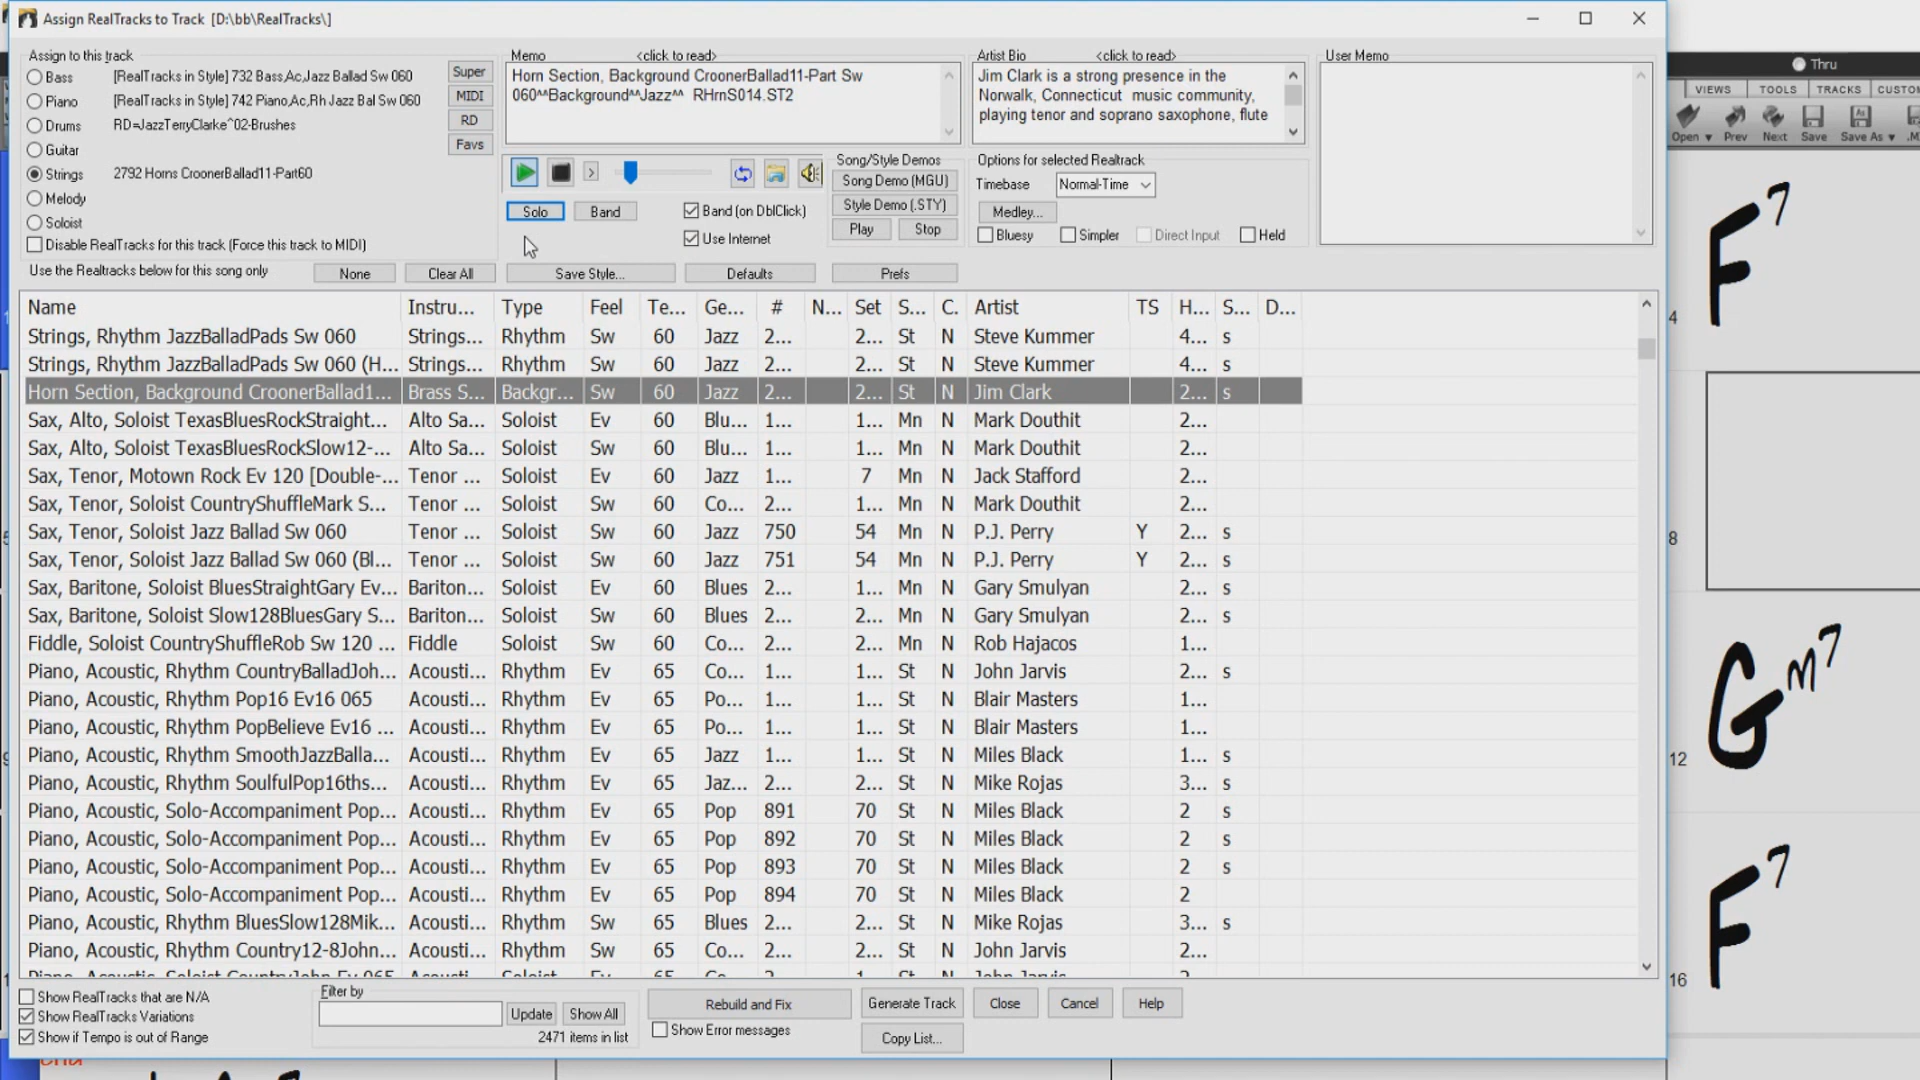 Assign RealTracks to Track [D:\bb\RealTracks\]
Assign to this track
Bass [RealTracks in Style] 732 Bass,Ac,Jazz Ballad Sw 060
Piano [RealTracks in Style] 742 Piano,Ac,Rh Jazz Bal Sw 060
Drums RD=JazzTerryClarke^02-Brushes
Guitar
Strings 2792 Horns CroonerBallad11-Part60
Melody
Soloist
Disable RealTracks for this track (Force this track to MIDI)
Use the Realtracks below for this song only
None
Clear All
Super
MIDI
RD
Favs
Memo <click to read>
Horn Section, Background CroonerBallad11-Part Sw
060^^Background^^Jazz^^ RHrnS014.ST2
>
Solo
Band
Band (on DblClick)
Use Internet
Save Style...
Defaults
Song/Style Demos
Song Demo (MGU)
Style Demo (.STY)
Play
Stop
Prefs
Artist Bio <click to read>
Jim Clark is a strong presence in the
Norwalk, Connecticut music community,
playing tenor and soprano saxophone, flute
Options for selected Realtrack
Timebase Normal-Time
Medley...
Bluesy
Simpler
Direct Input
Held
User Memo
Name Instru... Type Feel Te... Ge... # N... Set S... C. Artist TS H... S... D...
Strings, Rhythm JazzBalladPads Sw 060 Strings... Rhythm Sw 60 Jazz 2... 2... St N Steve Kummer 4... s
Strings, Rhythm JazzBalladPads Sw 060 (H... Strings... Rhythm Sw 60 Jazz 2... 2... St N Steve Kummer 4... s
Horn Section, Background CroonerBallad1... Brass S... Backgr... Sw 60 Jazz 2... 2... St N Jim Clark 2... s
Sax, Alto, Soloist TexasBluesRockStraight... Alto Sa... Soloist Ev 60 Blu... 1... 1... Mn N Mark Douthit 2...
Sax, Alto, Soloist TexasBluesRockSlow12-... Alto Sa... Soloist Sw 60 Blu... 1... 1... Mn N Mark Douthit 2...
Sax, Tenor, Motown Rock Ev 120 [Double-... Tenor ... Soloist Ev 60 Jazz 1... 7 Mn N Jack Stafford 2...
Sax, Tenor, Soloist CountryShuffleMark S... Tenor ... Soloist Sw 60 Co... 1... 1... Mn N Mark Douthit 2...
Sax, Tenor, Soloist Jazz Ballad Sw 060 Tenor ... Soloist Sw 60 Jazz 750 54 Mn N P.J. Perry Y 2... s
Sax, Tenor, Soloist Jazz Ballad Sw 060 (Bl... Tenor ... Soloist Sw 60 Jazz 751 54 Mn N P.J. Perry Y 2... s
Sax, Baritone, Soloist BluesStraightGary Ev... Bariton... Soloist Ev 60 Blues 2... 1... Mn N Gary Smulyan 2... s
Sax, Baritone, Soloist Slow128BluesGary S... Bariton... Soloist Sw 60 Blues 2... 1... Mn N Gary Smulyan 2... s
Fiddle, Soloist CountryShuffleRob Sw 120 ... Fiddle Soloist Sw 60 Co... 2... 2... Mn N Rob Hajacos 1...
Piano, Acoustic, Rhythm CountryBalladJoh... Acousti... Rhythm Ev 65 Co... 1... 1... St N John Jarvis 2... s
Piano, Acoustic, Rhythm Pop16 Ev16 065 Acousti... Rhythm Ev 65 Po... 1... 1... St N Blair Masters 1...
Piano, Acoustic, Rhythm PopBelieve Ev16 ... Acousti... Rhythm Ev 65 Po... 1... 1... St N Blair Masters 1...
Piano, Acoustic, Rhythm SmoothJazzBalla... Acousti... Rhythm Ev 65 Jazz 1... 1... St N Miles Black 1... s
Piano, Acoustic, Rhythm SoulfulPop16ths... Acousti... Rhythm Ev 65 Jaz... 2... 2... St N Mike Rojas 3... s
Piano, Acoustic, Solo-Accompaniment Pop... Acousti... Rhythm Ev 65 Pop 891 70 St N Miles Black 2 s
Piano, Acoustic, Solo-Accompaniment Pop... Acousti... Rhythm Ev 65 Pop 892 70 St N Miles Black 2 s
Piano, Acoustic, Solo-Accompaniment Pop... Acousti... Rhythm Ev 65 Pop 893 70 St N Miles Black 2 s
Piano, Acoustic, Solo-Accompaniment Pop... Acousti... Rhythm Ev 65 Pop 894 70 St N Miles Black 2
Piano, Acoustic, Rhythm BluesSlow128Mik... Acousti... Rhythm Sw 65 Blues 2... 2... St N Mike Rojas 3... s
Piano, Acoustic, Rhythm Country12-8John... Acousti... Rhythm Sw 65 Co... 2... 2... St N John Jarvis 2...
Show RealTracks that are N/A
Show RealTracks Variations
Show if Tempo is out of Range
Filter by
Update
Show All
2471 items in list
Rebuild and Fix
Show Error messages
Generate Track
Copy List...
Close
Cancel
Help
Thru
VIEWS TOOLS TRACKS CUSTO
Open Prev Next Save Save As .M
F7
4
8
Gm7
12
F7
16